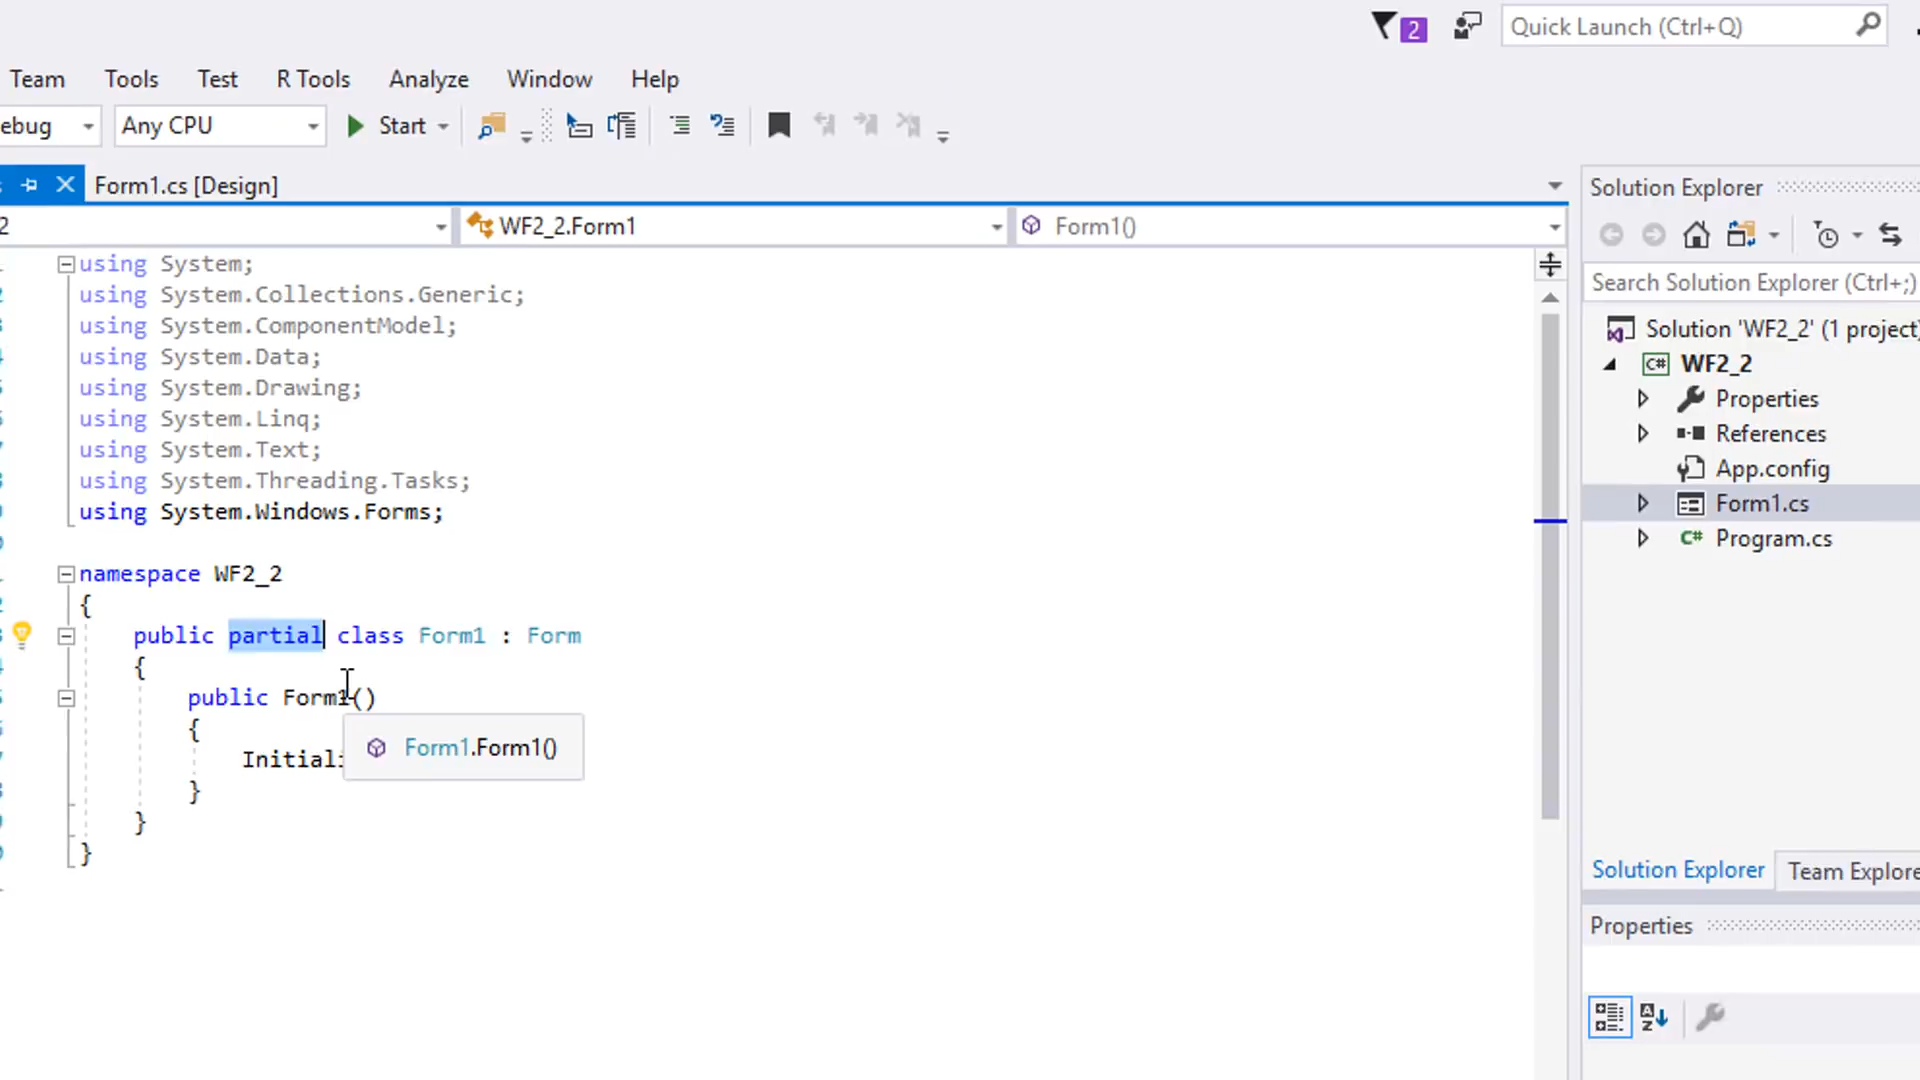 2
Quick Launch (Ctrl+Q)
Team Tools Test R Tools Analyze Window Help
ebug Any CPU Start
Form1.cs [Design]
2 WF2_2.Form1 Form1()
using System;
using System.Collections.Generic;
using System.ComponentModel;
using System.Data;
using System.Drawing;
using System.Linq;
using System.Text;
using System.Threading.Tasks;
using System.Windows.Forms;
namespace WF2_2
{
public partial class Form1 : Form
{
public Form1()
{
Initiali
Form1.Form1()
}
}
}
Solution Explorer
Search Solution Explorer (Ctrl+;)
Solution 'WF2_2' (1 project)
C# WF2_2
Properties
References
App.config
Form1.cs
C# Program.cs
Solution Explorer Team Explore
Properties